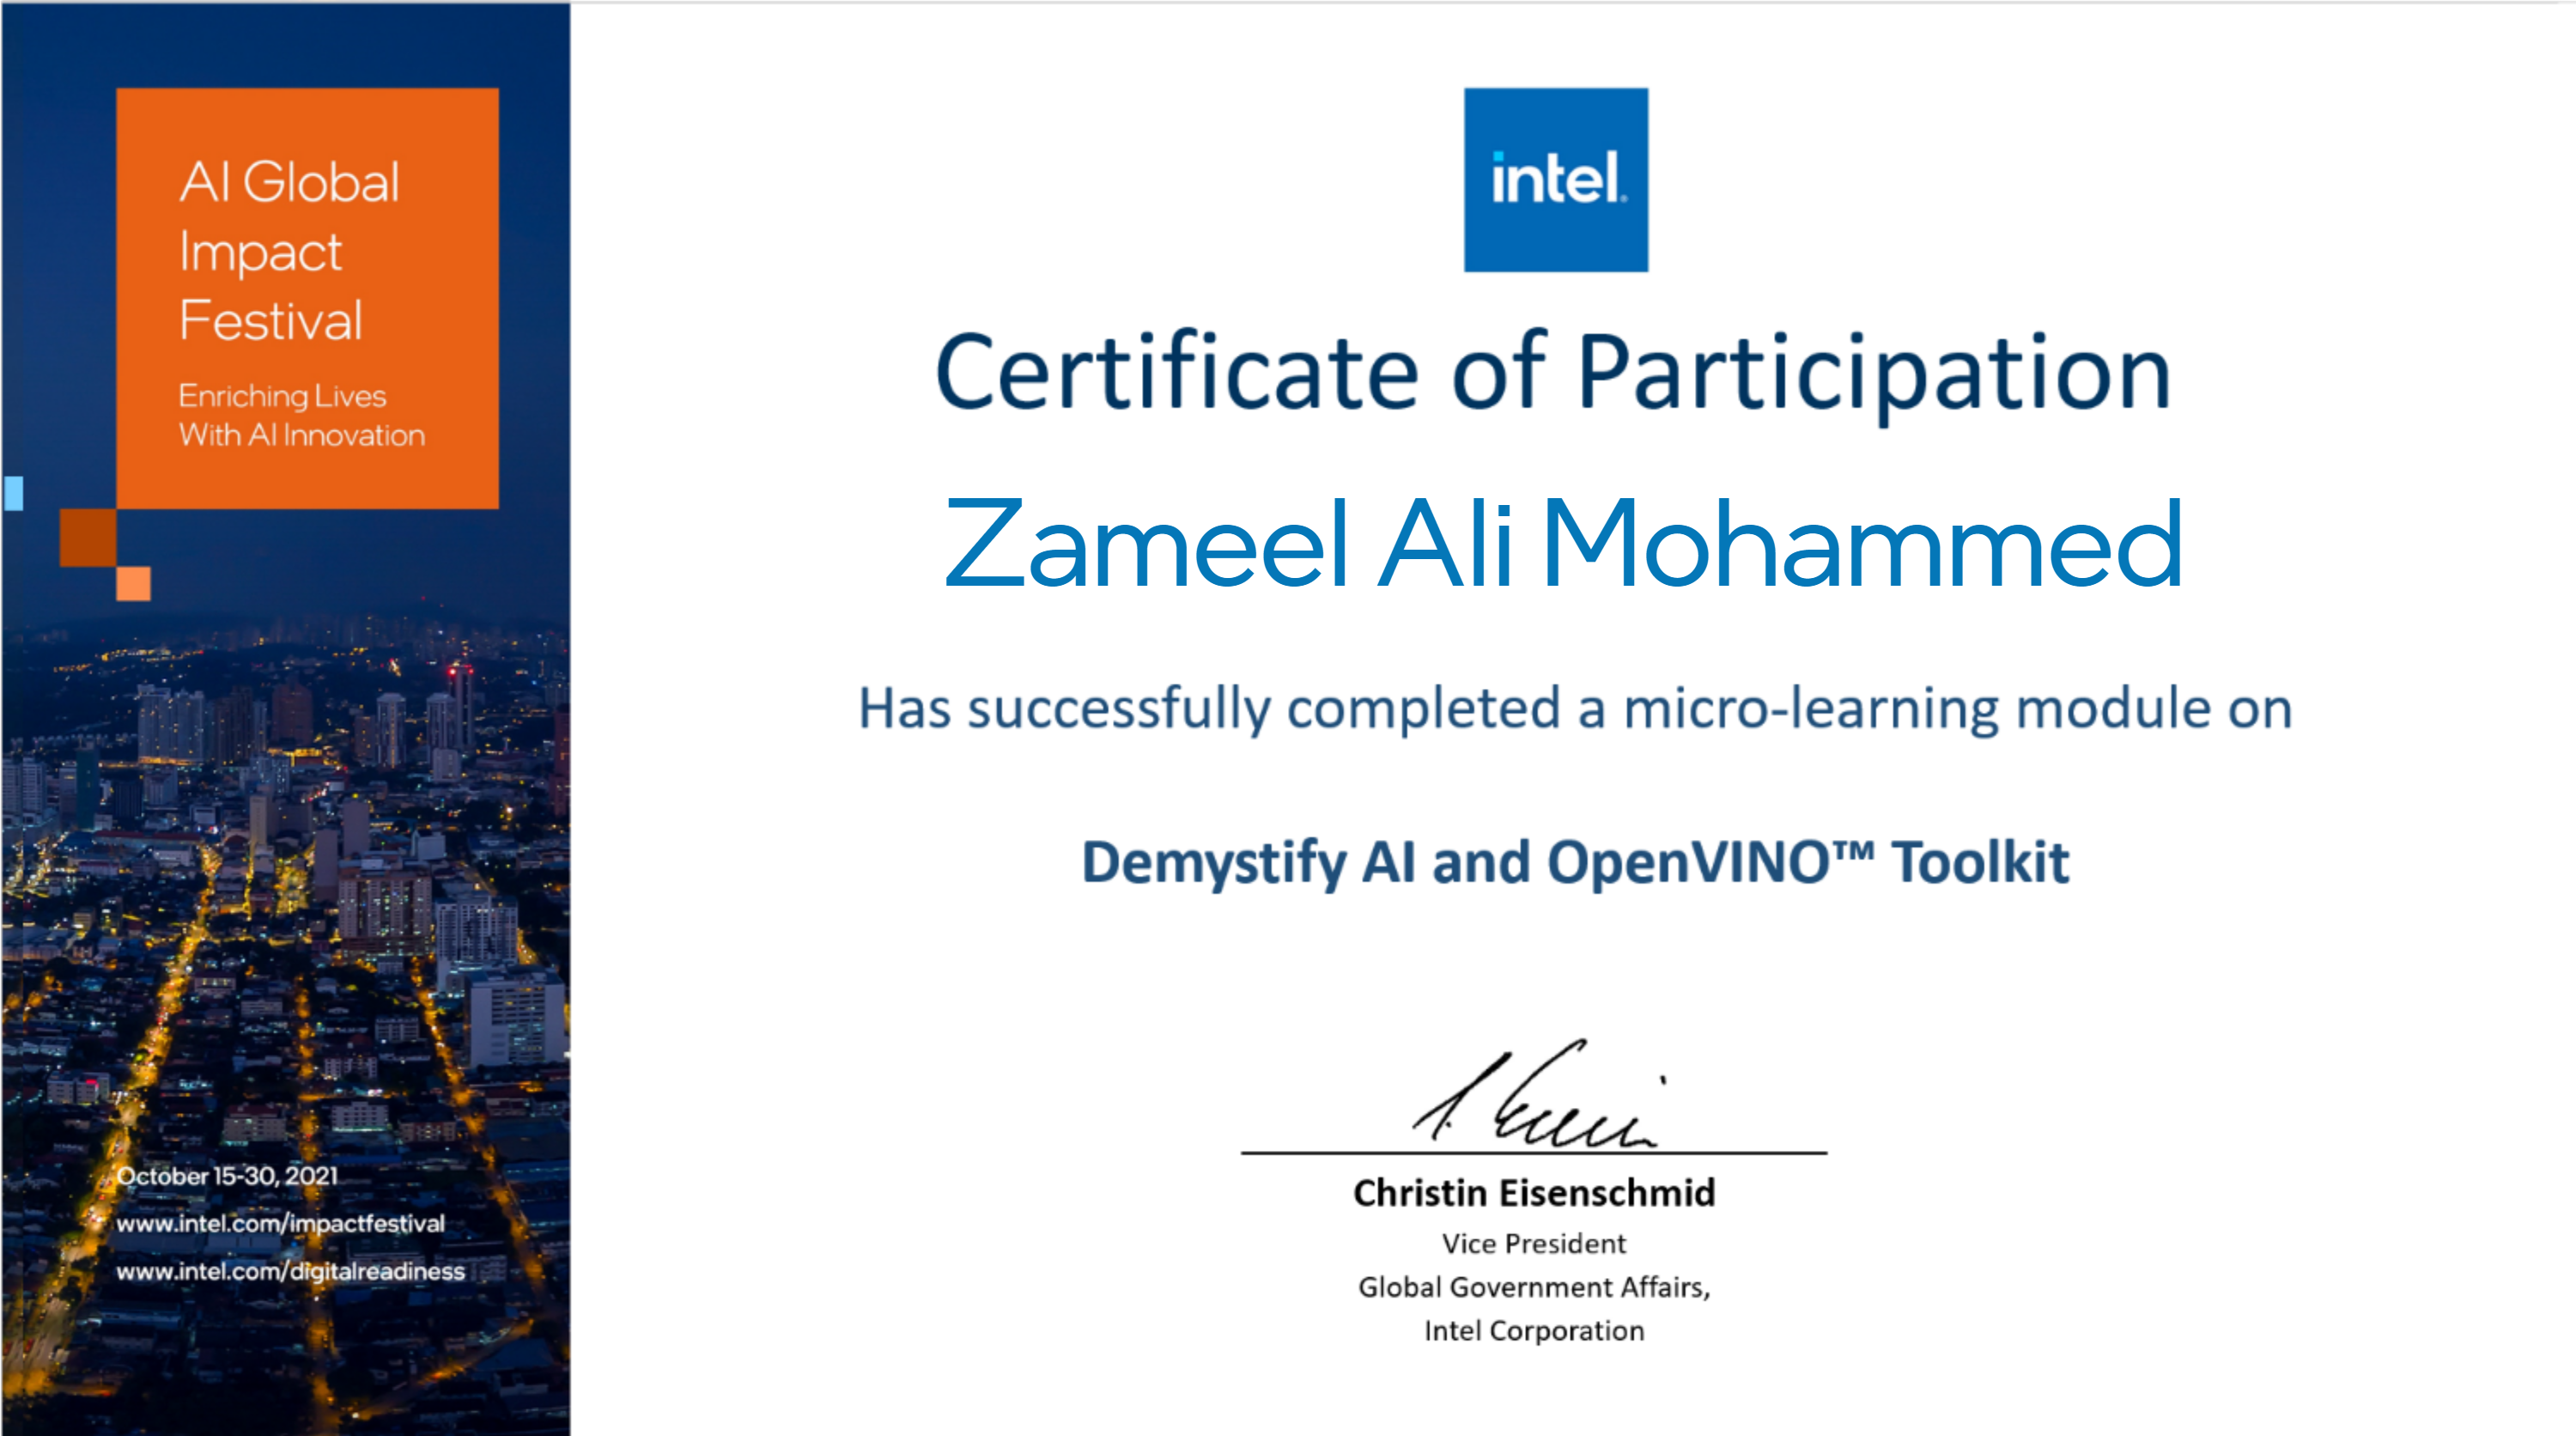 AI Global
Impact
Festival
Enriching Lives
With AI Innovation
October 15-30, 2021
www.intel.com/impactfestival
www.intel.com/digitalreadiness
intel.
Certificate of Participation
Zameel Ali Mohammed
Has successfully completed a micro-learning module on
Demystify AI and OpenVINO™ Toolkit
Christin Eisenschmid
Vice President
Global Government Affairs,
Intel Corporation